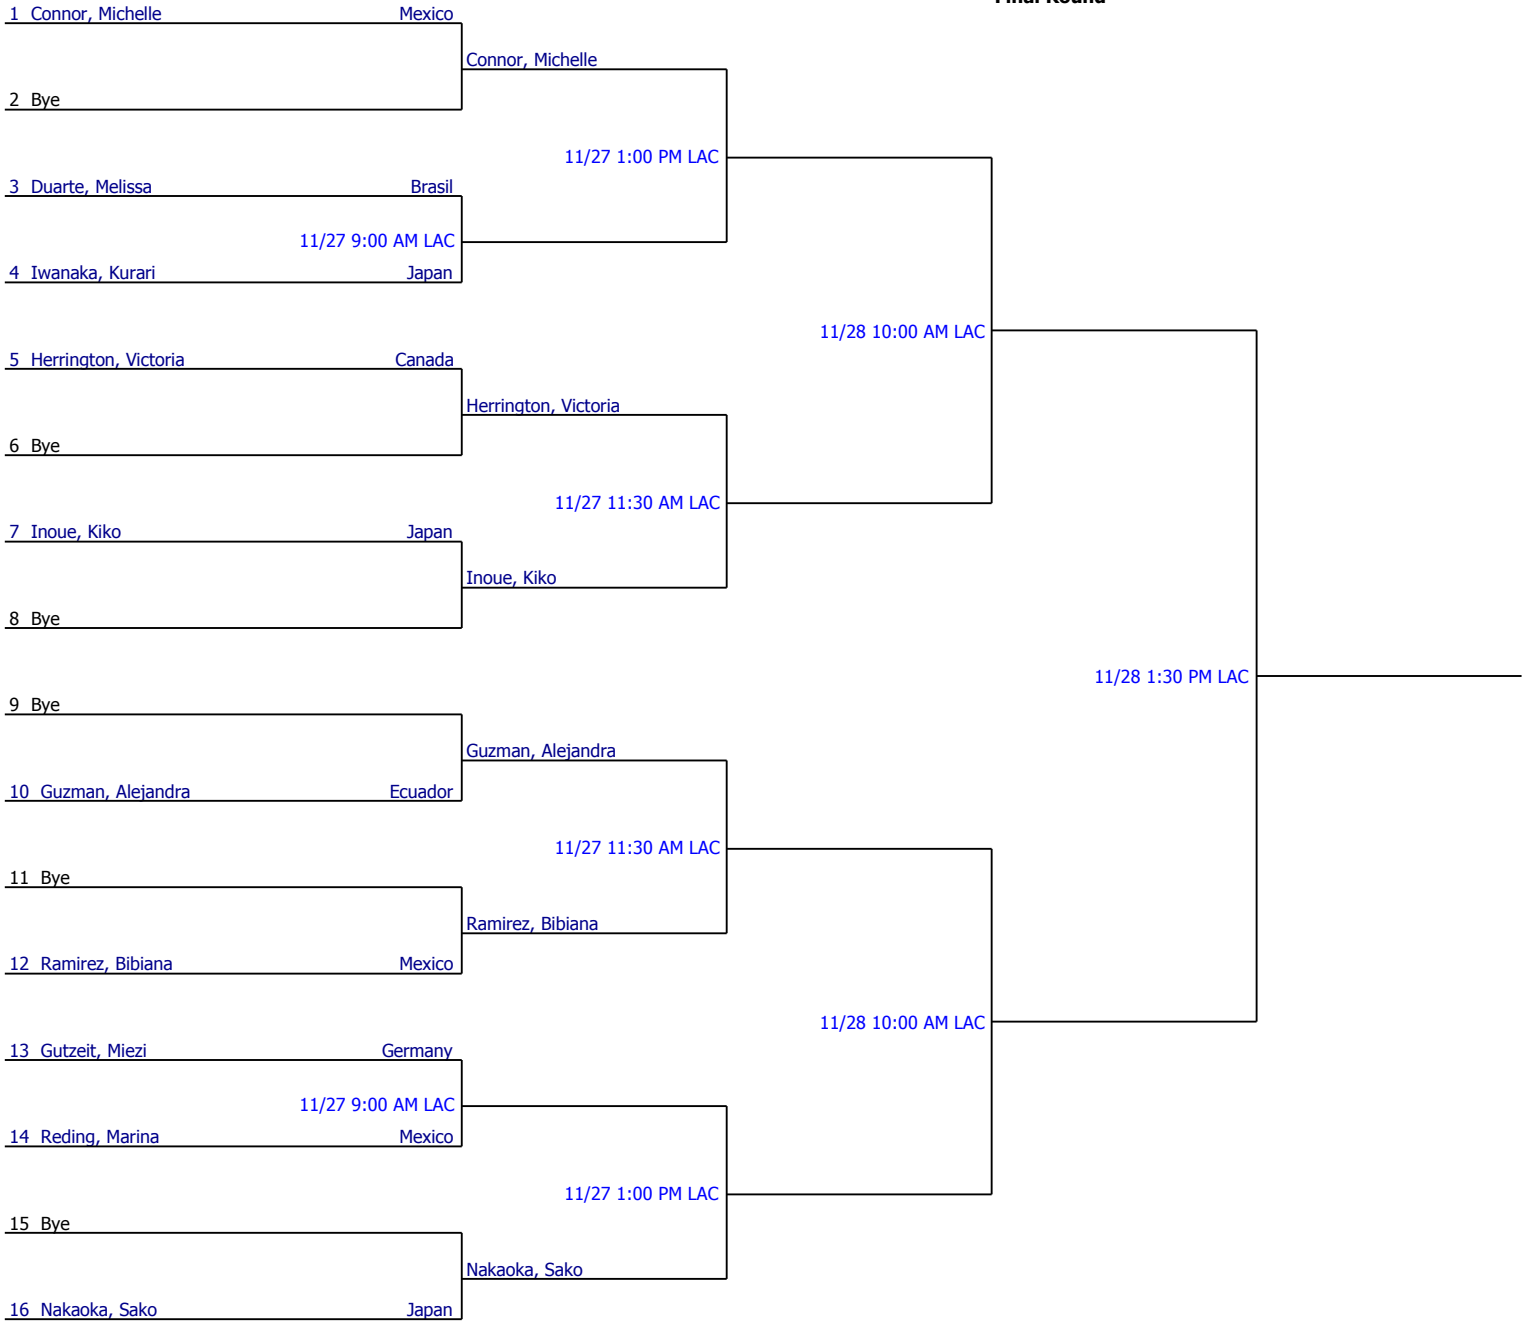 Final Round
1 Connor, Michelle Mexico
Connor, Michelle
2 Bye
11/27 1:00 PM LAC
3 Duarte, Melissa Brasil
11/27 9:00 AM LAC
4 Iwanaka, Kurari Japan
11/28 10:00 AM LAC
5 Herrington, Victoria Canada
Herrington, Victoria
6 Bye
11/27 11:30 AM LAC
7 Inoue, Kiko Japan
Inoue, Kiko
8 Bye
11/28 1:30 PM LAC
9 Bye
Guzman, Alejandra
10 Guzman, Alejandra Ecuador
11/27 11:30 AM LAC
11 Bye
Ramirez, Bibiana
12 Ramirez, Bibiana Mexico
11/28 10:00 AM LAC
13 Gutzeit, Miezi Germany
11/27 9:00 AM LAC
14 Reding, Marina Mexico
11/27 1:00 PM LAC
15 Bye
Nakaoka, Sako
16 Nakaoka, Sako Japan